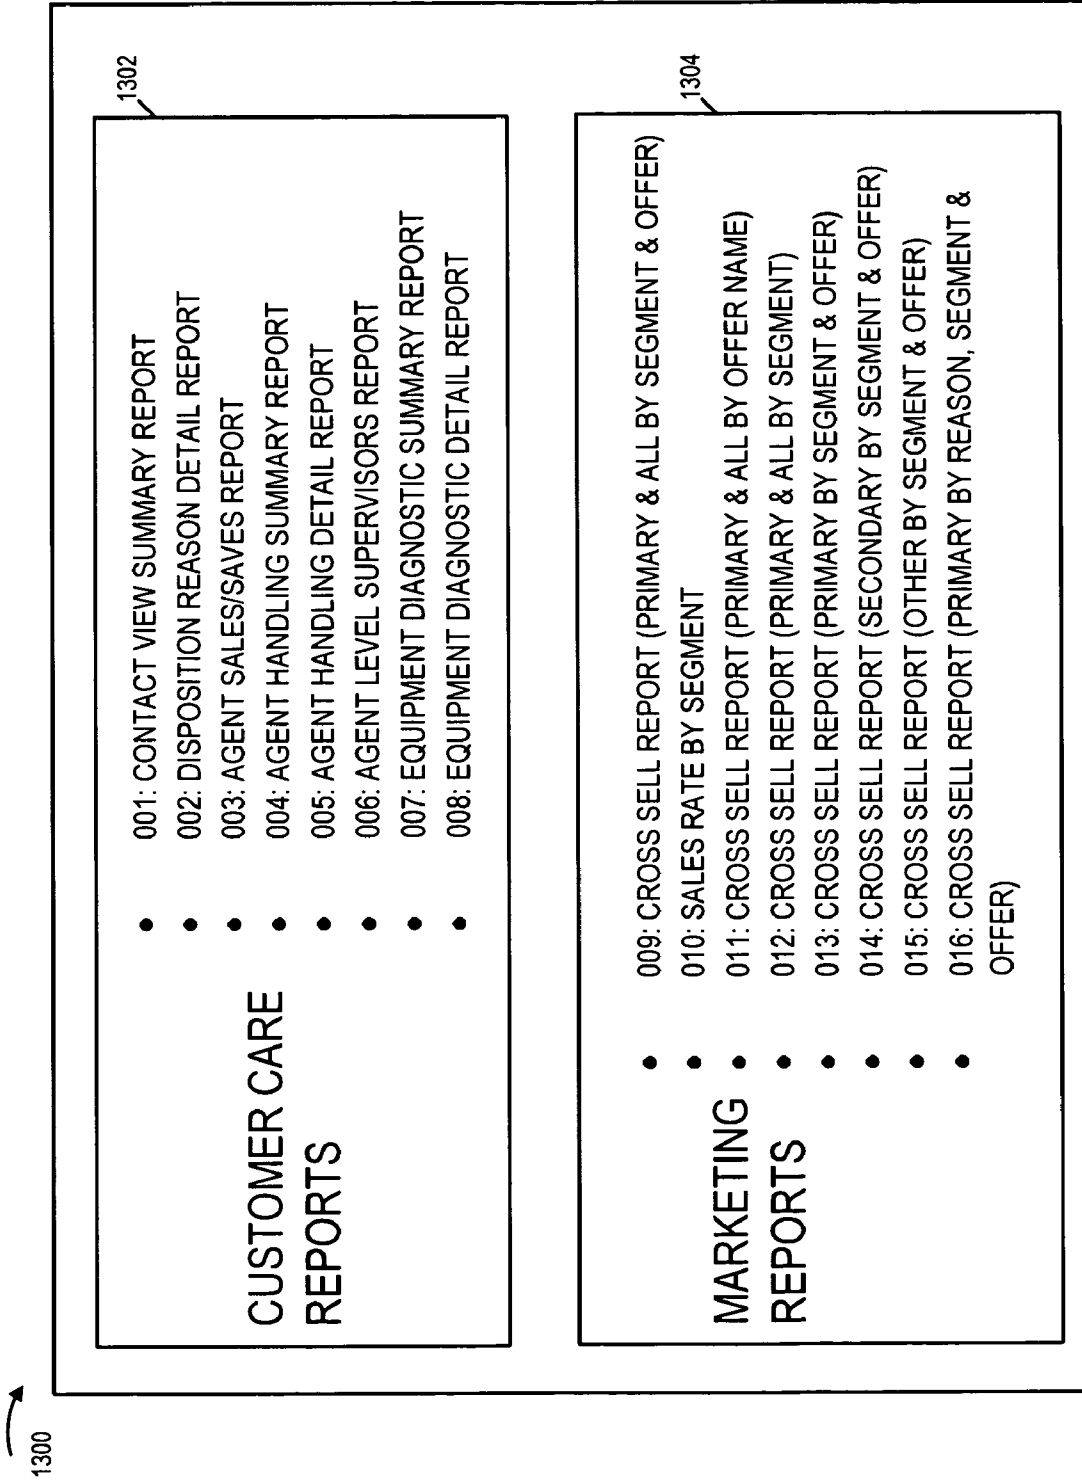 1300
1302
CUSTOMER CARE
REPORTS
• 001: CONTACT VIEW SUMMARY REPORT
• 002: DISPOSITION REASON DETAIL REPORT
• 003: AGENT SALES/SAVES REPORT
• 004: AGENT HANDLING SUMMARY REPORT
• 005: AGENT HANDLING DETAIL REPORT
• 006: AGENT LEVEL SUPERVISORS REPORT
• 007: EQUIPMENT DIAGNOSTIC SUMMARY REPORT
• 008: EQUIPMENT DIAGNOSTIC DETAIL REPORT
1304
MARKETING
REPORTS
• 009: CROSS SELL REPORT (PRIMARY & ALL BY SEGMENT & OFFER)
• 010: SALES RATE BY SEGMENT
• 011: CROSS SELL REPORT (PRIMARY & ALL BY OFFER NAME)
• 012: CROSS SELL REPORT (PRIMARY & ALL BY SEGMENT)
• 013: CROSS SELL REPORT (PRIMARY BY SEGMENT & OFFER)
• 014: CROSS SELL REPORT (SECONDARY BY SEGMENT & OFFER)
• 015: CROSS SELL REPORT (OTHER BY SEGMENT & OFFER)
• 016: CROSS SELL REPORT (PRIMARY BY REASON, SEGMENT &
OFFER)